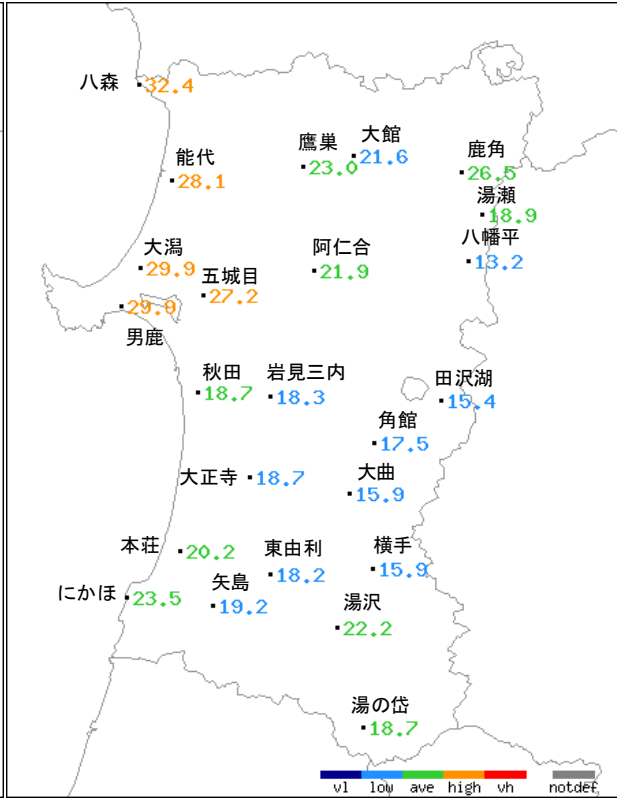 八森
32.4
能代
28.1
鷹巣
23.0
大館
21.6
鹿角
26.5
湯瀬
18.9
八幡平
13.2
大潟
29.9
五城目
27.2
阿仁合
21.9
29.9
男鹿
秋田
18.7
岩見三内
18.3
田沢湖
15.4
角館
17.5
大正寺
18.7
大曲
15.9
本荘
20.2
東由利
18.2
横手
15.9
にかほ
23.5
矢島
19.2
湯沢
22.2
湯の岱
18.7
vl low ave high vh notdef